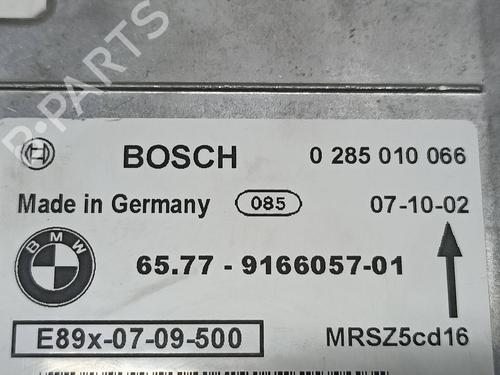 BOSCH 0 285 010 066
Made in Germany 085 07-10-02
BMW 65.77 - 9166057-01
E89x-07-09-500 MRSZ5cd16
B-PARTS